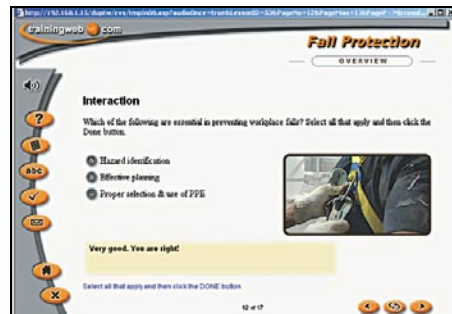 trainingweb com
Fall Protection
OVERVIEW
Interaction
Which of the following are essential in preventing workplace falls? Select all that apply and then click the
Done button.
Hazard identification
Effective planning
Proper selection & use of PPE
?
abc
Very good. You are right!
Select all that apply and then click the DONE button
12 of 17